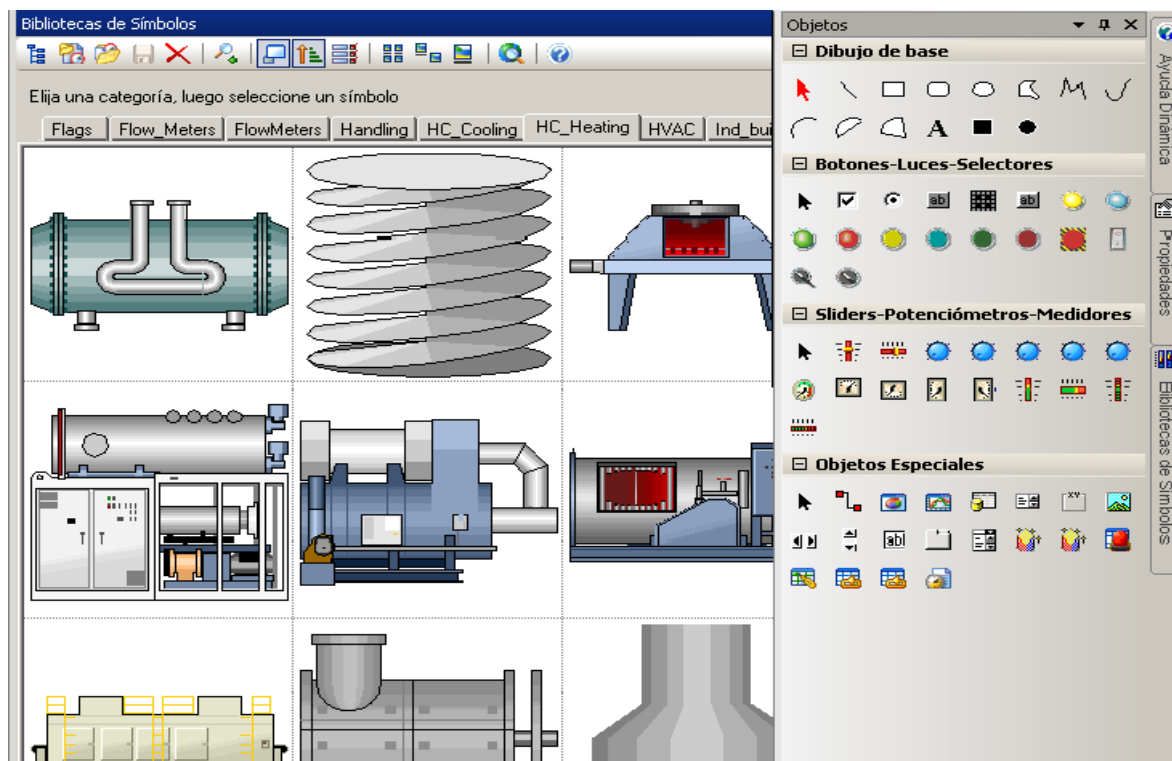 Bibliotecas de Símbolos
Elija una categoría, luego seleccione un símbolo
Flags Flow_Meters FlowMeters Handling HC_Cooling HC_Heating HVAC Ind_bui
Objetos
Dibujo de base
A
Botones-Luces-Selectores
ab ab
Sliders-Potenciómetros-Medidores
Objetos Especiales
XY
abl
Ayuda Dinamica
Propiedades
Bibliotecas de Símbolos